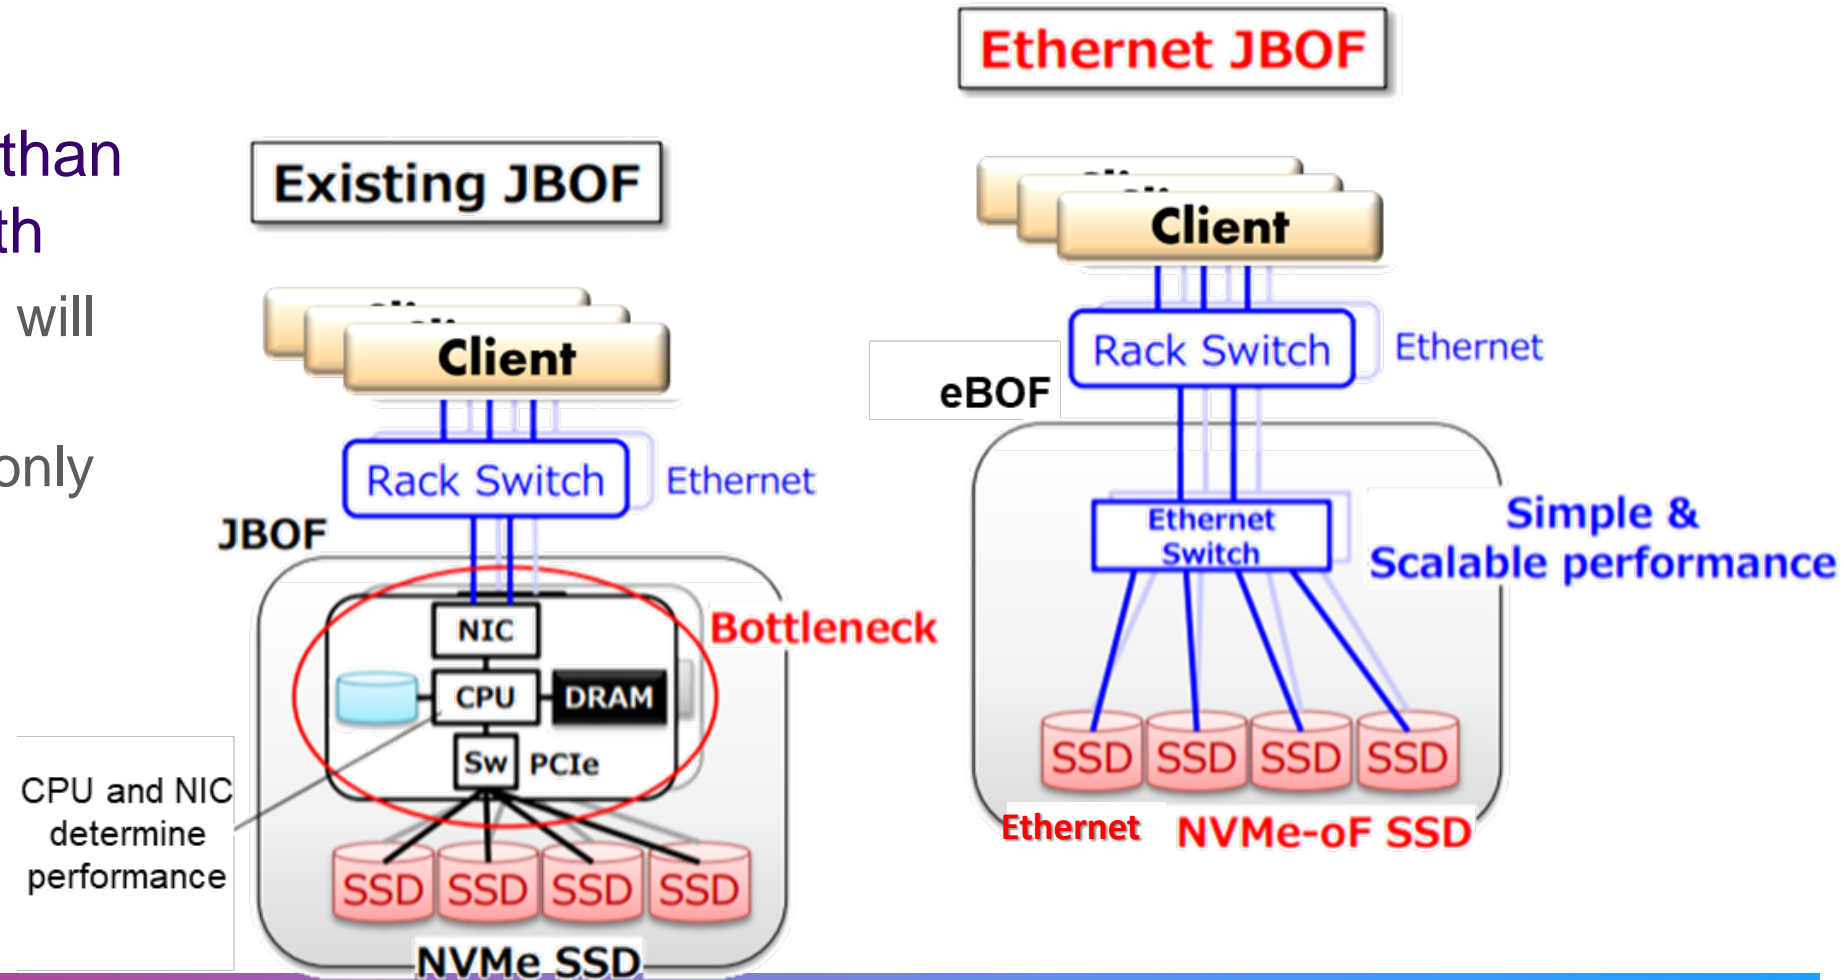 than
th
will
only
Existing JBOF
Client
Rack Switch
Ethernet
JBOF
NIC
CPU
DRAM
Sw
PCIe
Bottleneck
CPU and NIC
determine
performance
SSD
SSD
SSD
SSD
NVMe SSD
Ethernet JBOF
Client
Rack Switch
Ethernet
eBOF
Ethernet
Switch
Simple &
Scalable performance
SSD
SSD
SSD
SSD
Ethernet
NVMe-oF SSD